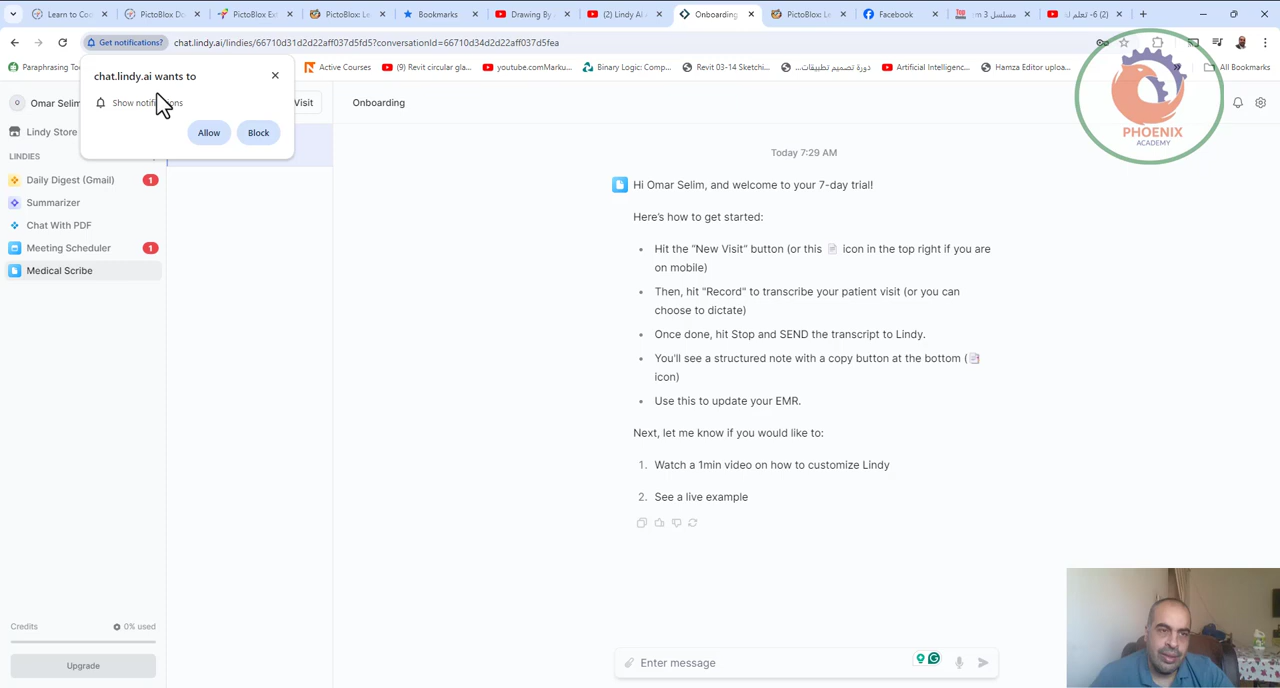 Learn to Coo
PictoBlox Do
PictoBlox Ext
PictoBlox: Le
Bookmarks
Drawing By
(2) Lindy AI
Onboarding
PictoBlox: Le
Facebook
مسلسل 3 m
(2) 6- تعلم
Get notifications?
chat.lindy.ai/lindies/66710d31d2d22aff037d5fd5?conversationId=66710d34d2d22aff037d5fea
Paraphrasing Too
Active Courses
(9) Revit curtain gla...
youtube.comMarku...
Binary Logic: Comp...
Revit 03-14 Sketchi...
دورة تصميم تطبيقات...
Artificial Intelligenc...
Hamza Editor uploa...
All Bookmarks
chat.lindy.ai wants to
Show notifications
Allow
Block
Omar Selim
Visit
Onboarding
Lindy Store
LINDIES
Daily Digest (Gmail) 1
Summarizer
Chat With PDF
Meeting Scheduler 1
Medical Scribe
Today 7:29 AM
Hi Omar Selim, and welcome to your 7-day trial!
Here's how to get started:
• Hit the "New Visit" button (or this icon in the top right if you are
on mobile)
• Then, hit "Record" to transcribe your patient visit (or you can
choose to dictate)
• Once done, hit Stop and SEND the transcript to Lindy.
• You'll see a structured note with a copy button at the bottom (
icon)
• Use this to update your EMR.
Next, let me know if you would like to:
1. Watch a 1min video on how to customize Lindy
2. See a live example
Credits 0% used
Upgrade
Enter message
PHOENIX
ACADEMY